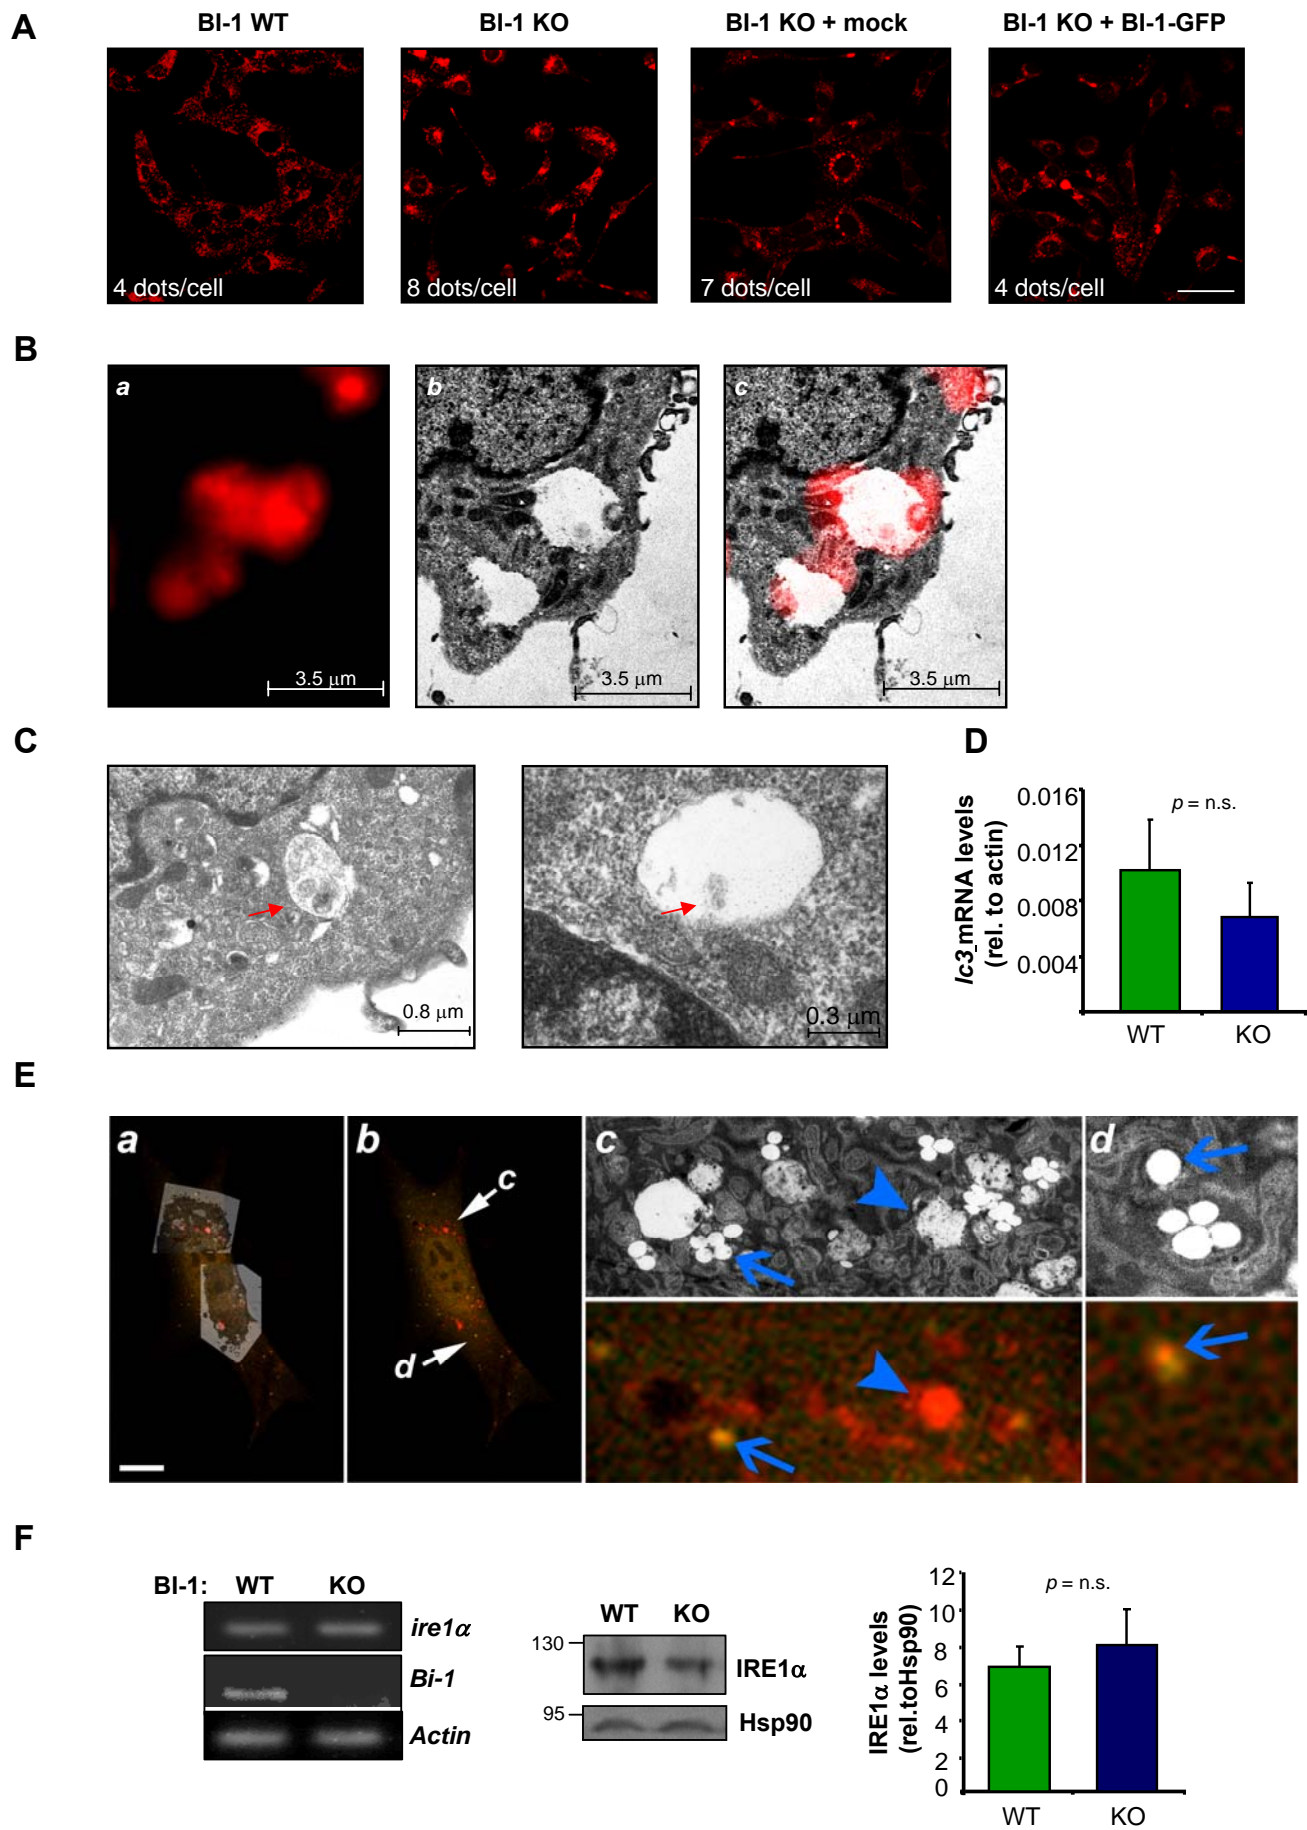 A
BI-1 WT
BI-1 KO
BI-1 KO + mock
BI-1 KO + BI-1-GFP
4 dots/cell
8 dots/cell
7 dots/cell
4 dots/cell
B
a
b
c
3.5 μm
3.5 μm
3.5 μm
C
0.8 μm
0.3 μm
D
lc3 mRNA levels
(rel. to actin)
0.016
0.012
0.008
0.004
p = n.s.
WT
KO
E
a
b
c
d
c
d
F
BI-1: WT KO
ire1α
Bi-1
Actin
WT KO
130
IRE1α
95
Hsp90
IRE1α levels
(rel.toHsp90)
12
10
8
6
4
2
0
p = n.s.
WT
KO